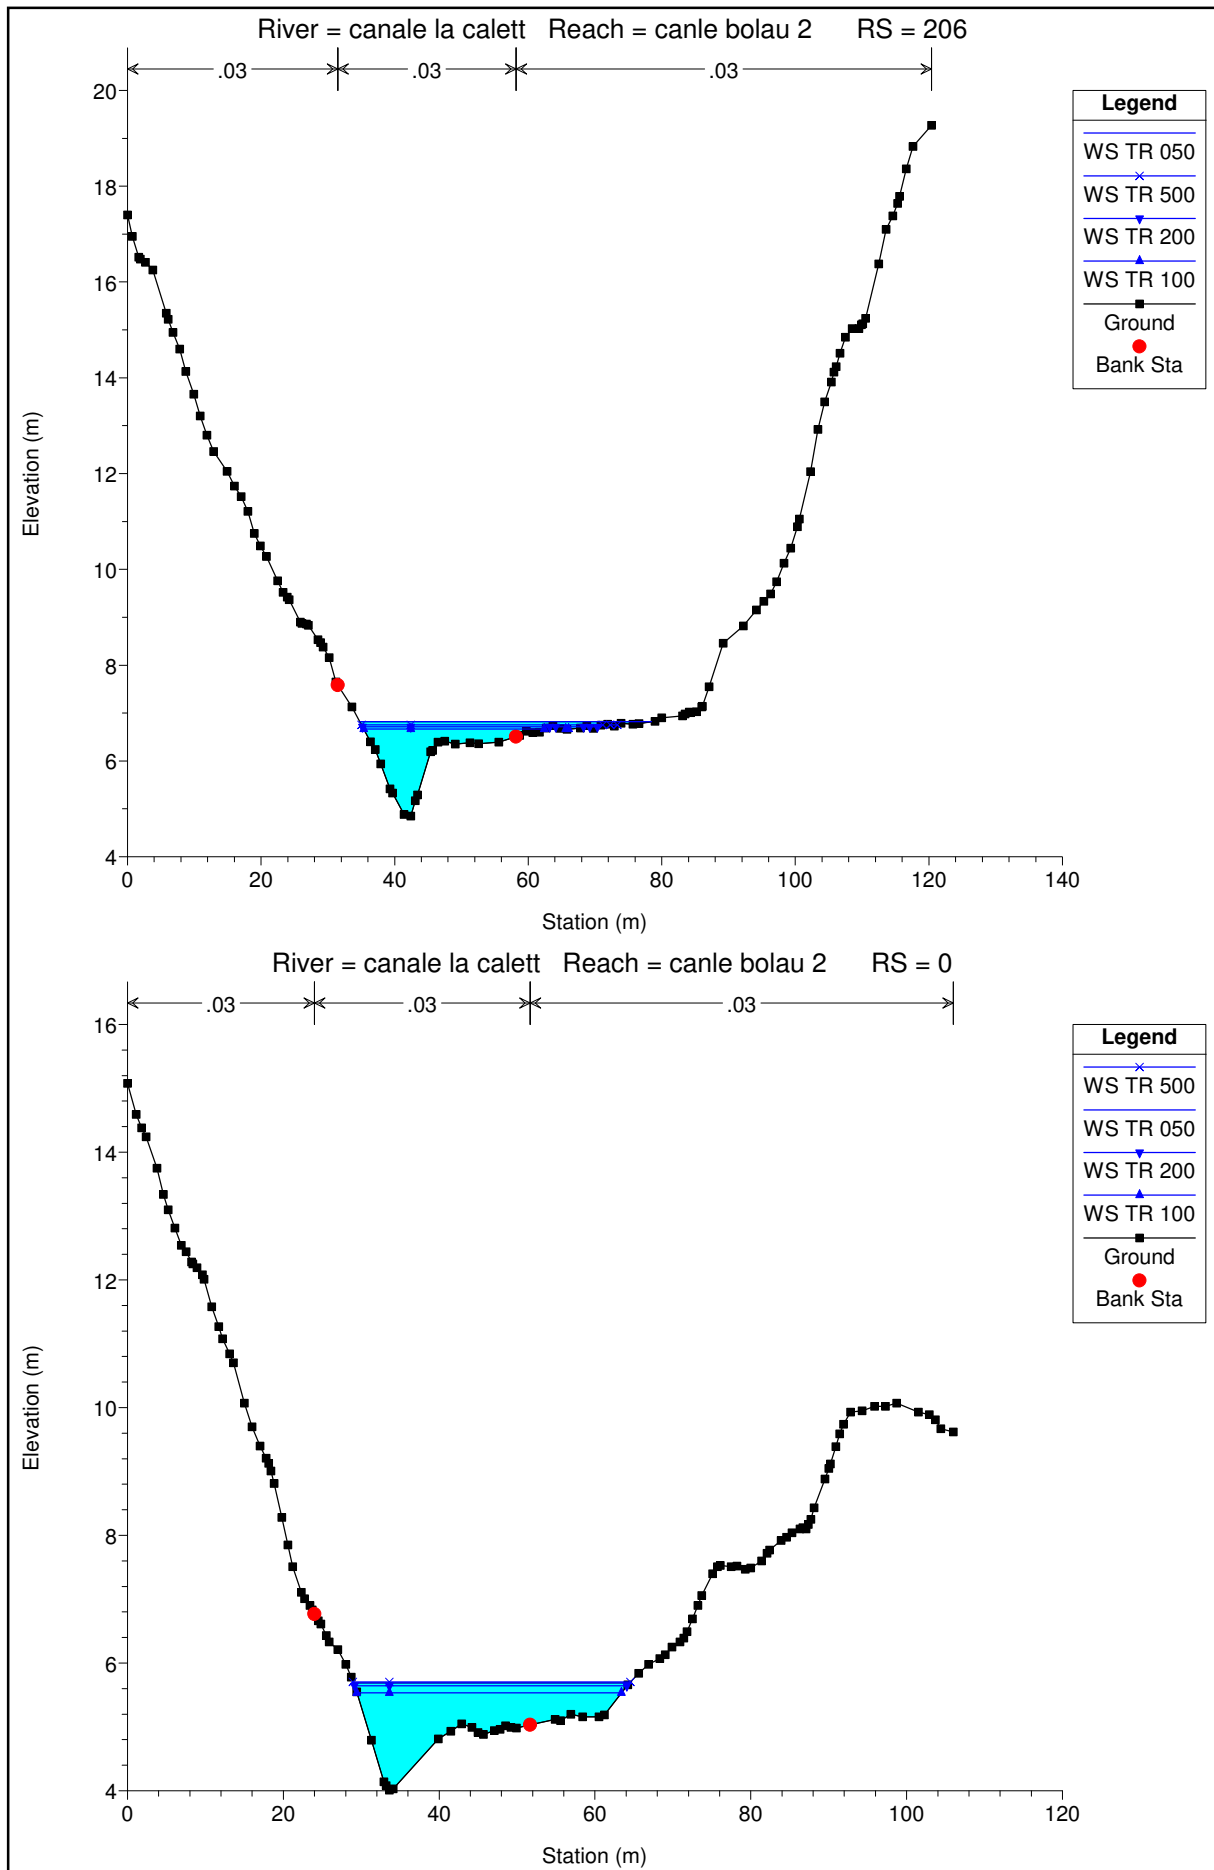 River = canale la calett   Reach = canle bolau 2   RS = 206
.03 .03 .03
Legend
WS TR 050
WS TR 500
WS TR 200
WS TR 100
Ground
Bank Sta
20
18
16
14
12
10
8
6
4
Elevation (m)
0 20 40 60 80 100 120 140
Station (m)
River = canale la calett   Reach = canle bolau 2   RS = 0
.03 .03 .03
Legend
WS TR 500
WS TR 050
WS TR 200
WS TR 100
Ground
Bank Sta
16
14
12
10
8
6
4
Elevation (m)
0 20 40 60 80 100 120
Station (m)